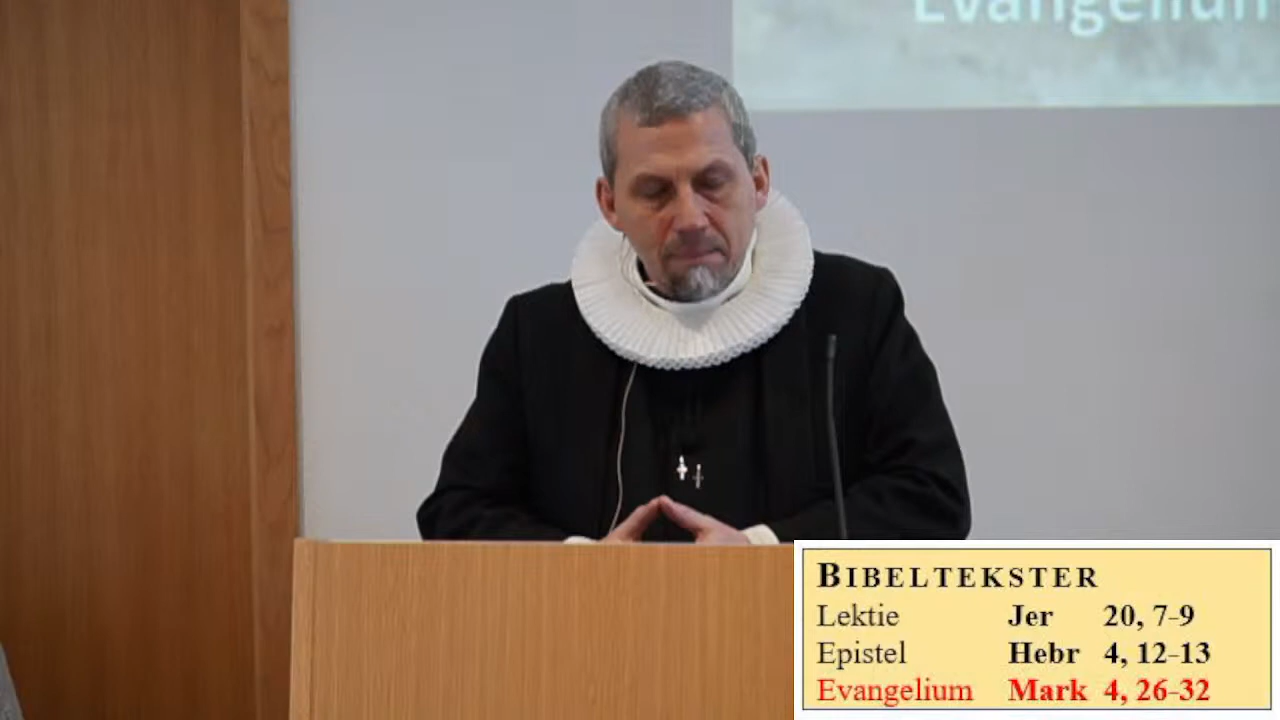 Evangelium
BIBELTEKSTER
Lektie Jer 20, 7-9
Epistel Hebr 4, 12-13
Evangelium Mark 4, 26-32